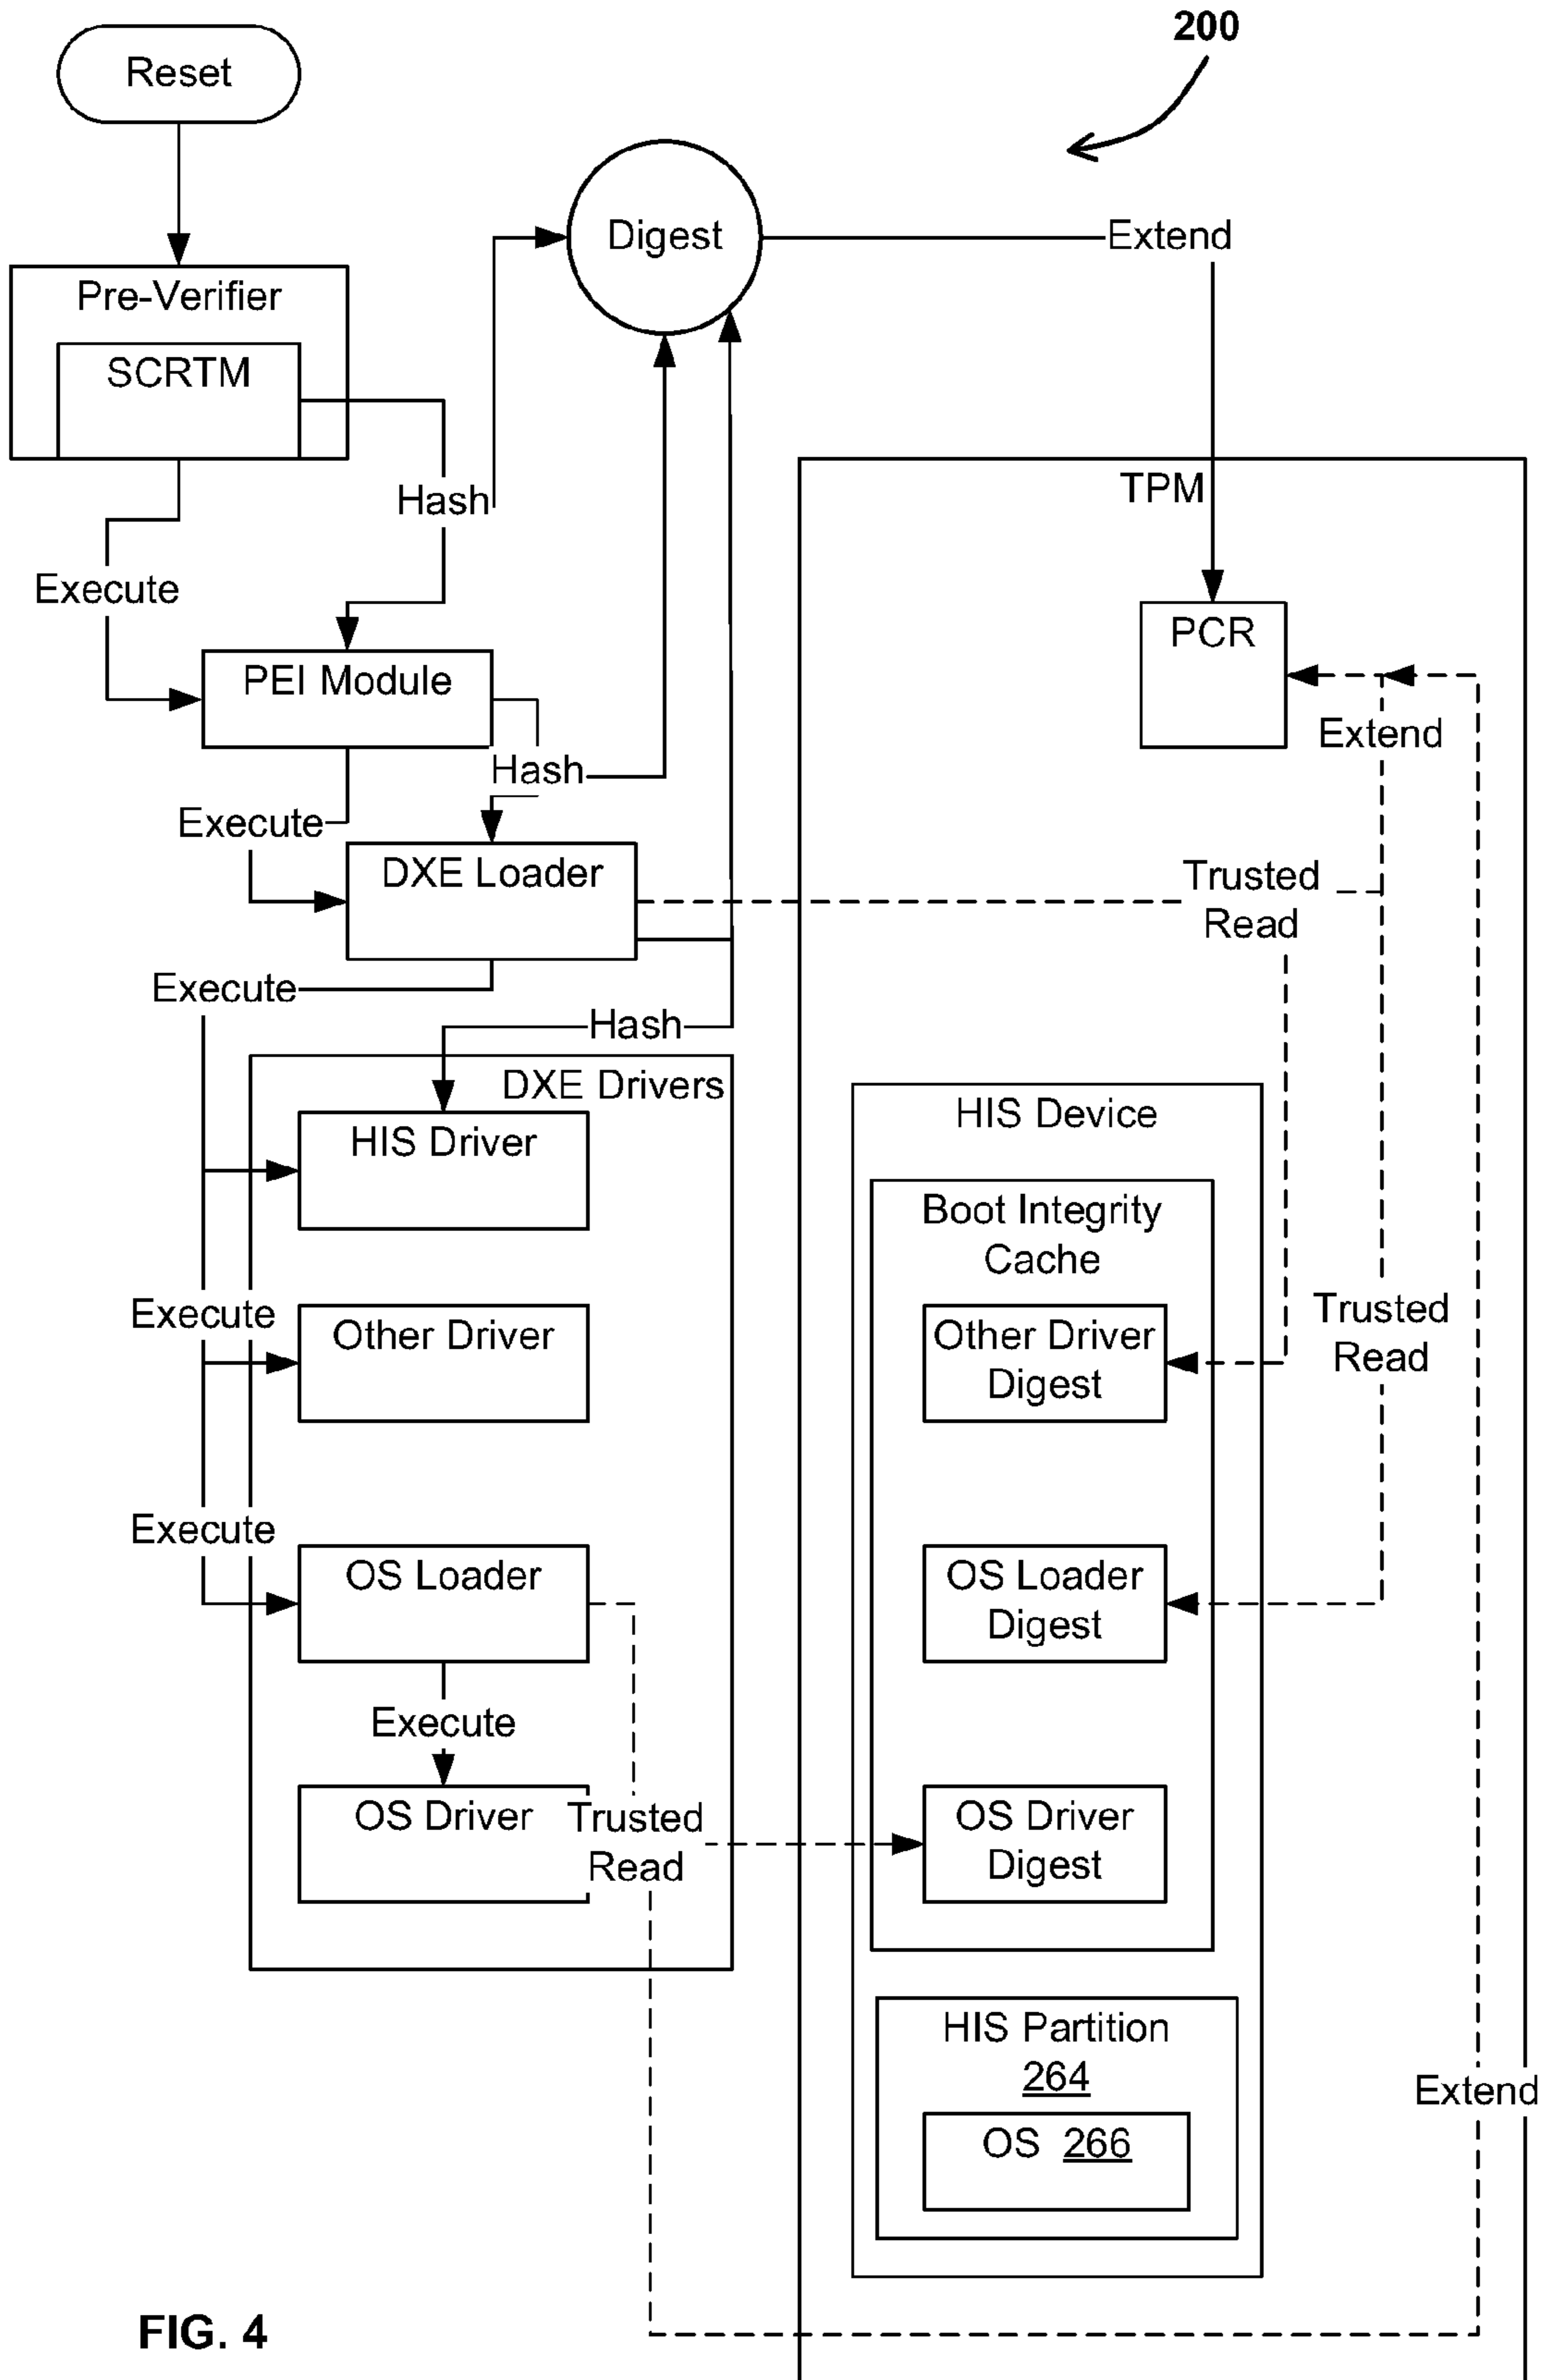 200
Reset
Digest
Extend
Pre-Verifier
SCRTM
Hash
TPM
Execute
PCR
PEI Module
Extend
Hash
Execute
DXE Loader
Trusted
Read
Execute
Hash
DXE Drivers
HIS Driver
HIS Device
Boot Integrity
Cache
Execute
Other Driver
Other Driver
Digest
Trusted
Read
Execute
OS Loader
OS Loader
Digest
Execute
OS Driver
Trusted
Read
OS Driver
Digest
HIS Partition
264
Extend
OS 266
FIG. 4